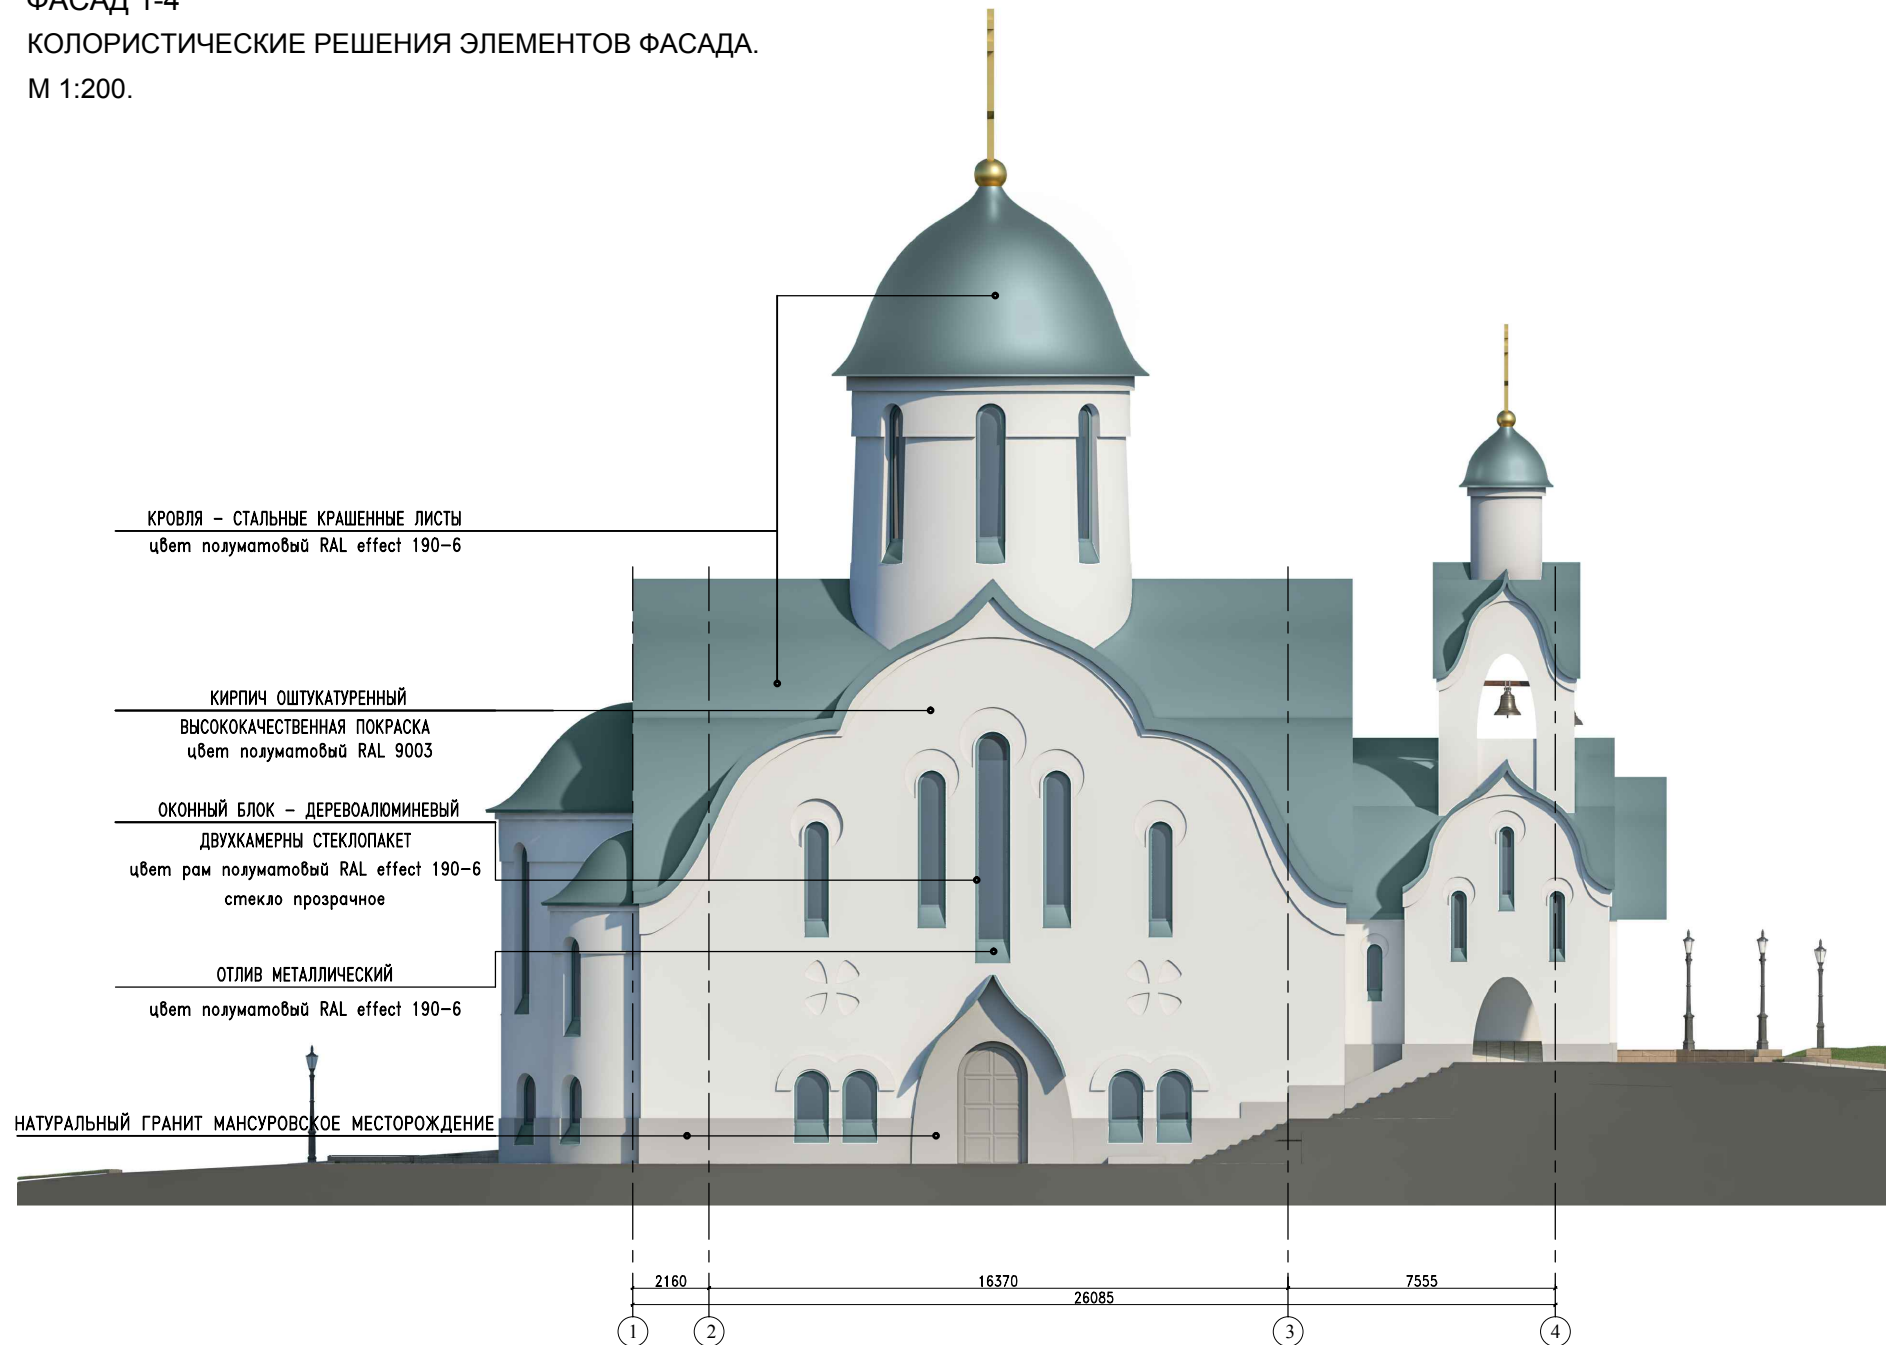 ФАСАД 1-4
КОЛОРИСТИЧЕСКИЕ РЕШЕНИЯ ЭЛЕМЕНТОВ ФАСАДА.
М 1:200.
КРОВЛЯ – СТАЛЬНЫЕ КРАШЕННЫЕ ЛИСТЫ
цвет полуматовый RAL effect 190-6
КИРПИЧ ОШТУКАТУРЕННЫЙ
ВЫСОКОКАЧЕСТВЕННАЯ ПОКРАСКА
цвет полуматовый RAL 9003
ОКОННЫЙ БЛОК – ДЕРЕВОАЛЮМИНЕВЫЙ
ДВУХКАМЕРНЫ СТЕКЛОПАКЕТ
цвет рам полуматовый RAL effect 190-6
стекло прозрачное
ОТЛИВ МЕТАЛЛИЧЕСКИЙ
цвет полуматовый RAL effect 190-6
НАТУРАЛЬНЫЙ ГРАНИТ МАНСУРОВСКОЕ МЕСТОРОЖДЕНИЕ
2160 16370 7555
26085
1 2 3 4